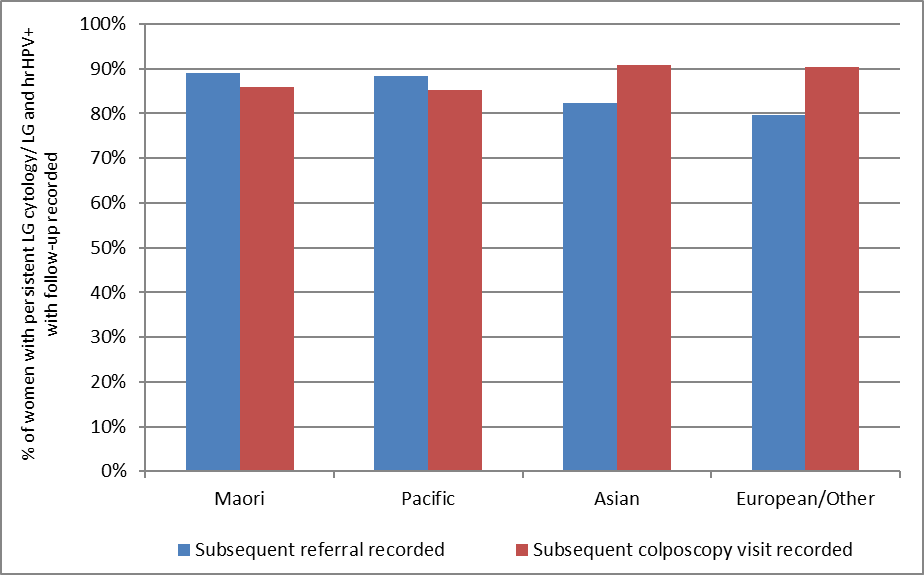 % of women with persistent LG cytology/ LG and hrHPV+
with follow-up recorded
100%
90%
80%
70%
60%
50%
40%
30%
20%
10%
0%
Maori Pacific Asian European/Other
Subsequent referral recorded Subsequent colposcopy visit recorded